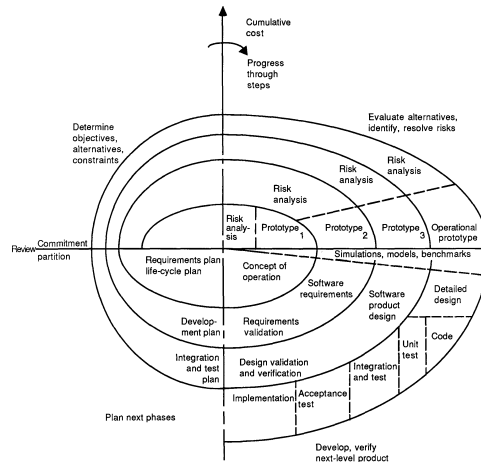 Cumulative
cost
Progress
through
steps
Evaluate alternatives,
identify, resolve risks
Determine
objectives,
alternatives,
constraints
Risk
analysis
Risk
analysis
Risk
analysis
Risk
analy-
sis
Prototype
1
Prototype
2
Prototype
3
Operational
prototype
Review
Commitment
partition
Simulations, models, benchmarks
Requirements plan
life-cycle plan
Concept of
operation
Software
requirements
Software
product
design
Detailed
design
Develop-
ment plan
Requirements
validation
Code
Unit
test
Integration
and test
plan
Design validation
and verification
Integration
and test
Acceptance
test
Implementation
Plan next phases
Develop, verify
next-level product